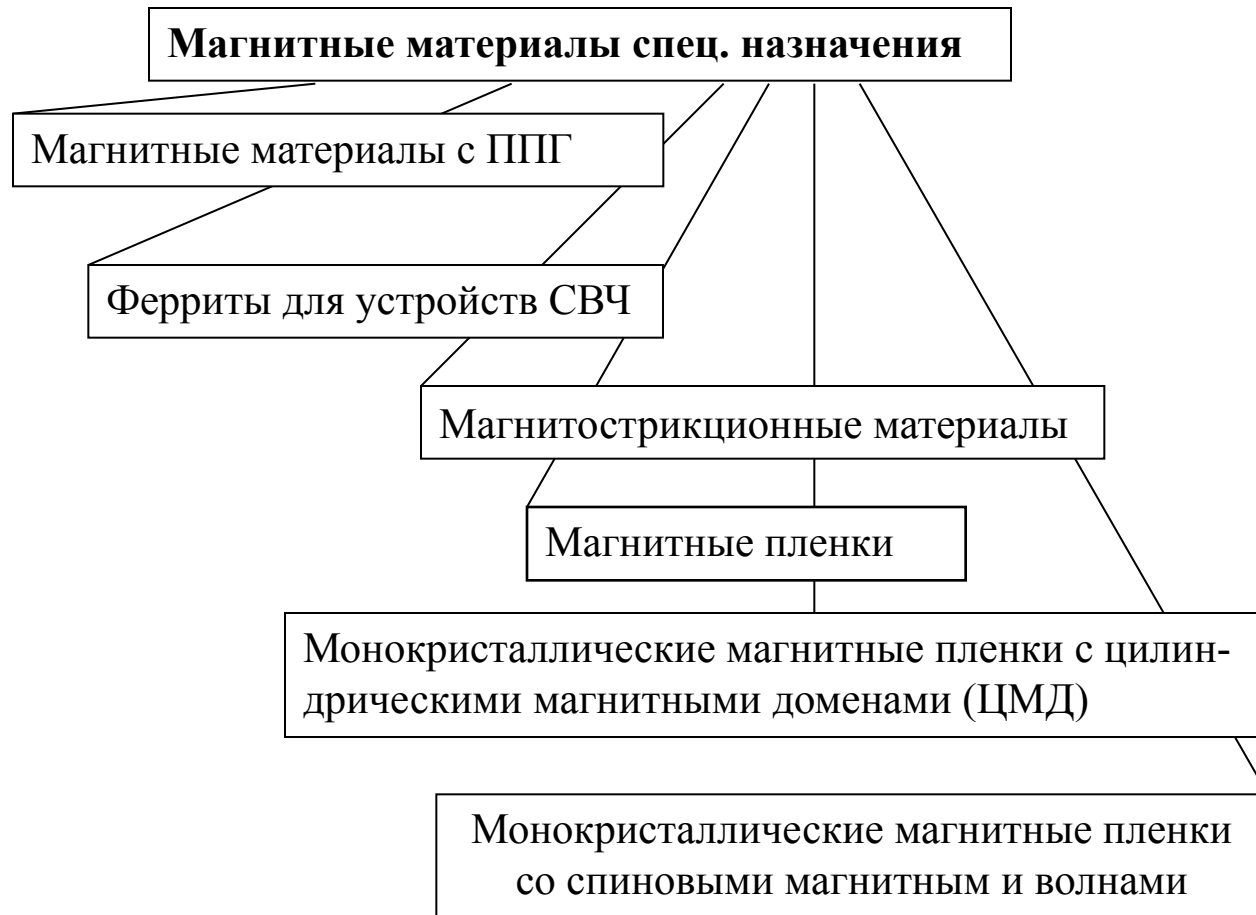 Магнитные материалы спец. назначения
Магнитные материалы с ППГ
Ферриты для устройств СВЧ
Магнитострикционные материалы
Магнитные пленки
Монокристаллические магнитные пленки с цилин-
дрическими магнитными доменами (ЦМД)
Монокристаллические магнитные пленки
со спиновыми магнитным и волнами